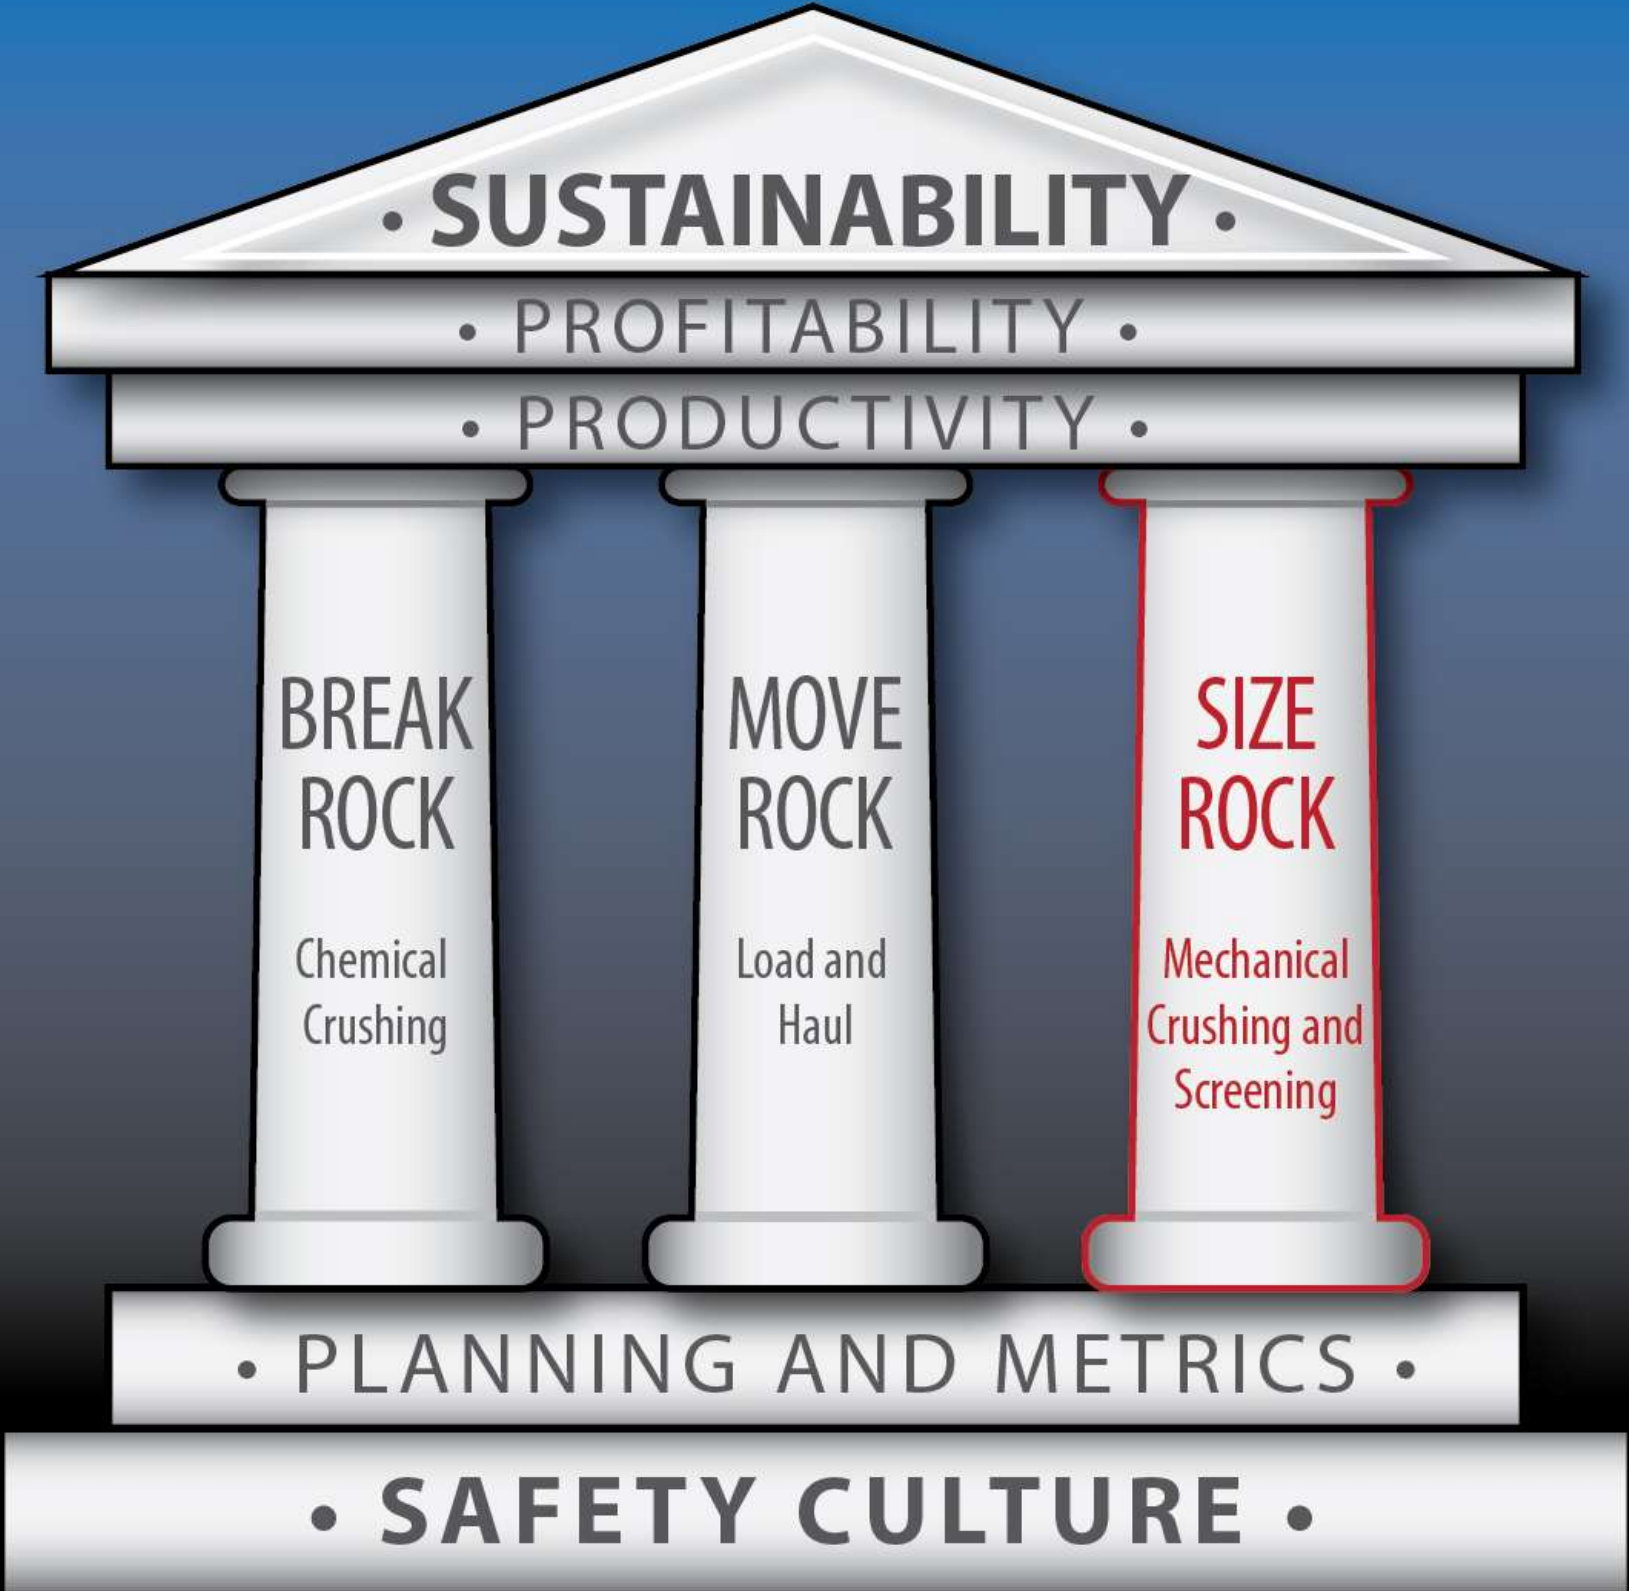 • SUSTAINABILITY •
• PROFITABILITY •
• PRODUCTIVITY •
BREAK
ROCK
Chemical
Crushing
MOVE
ROCK
Load and
Haul
SIZE
ROCK
Mechanical
Crushing and
Screening
• PLANNING AND METRICS •
• SAFETY CULTURE •